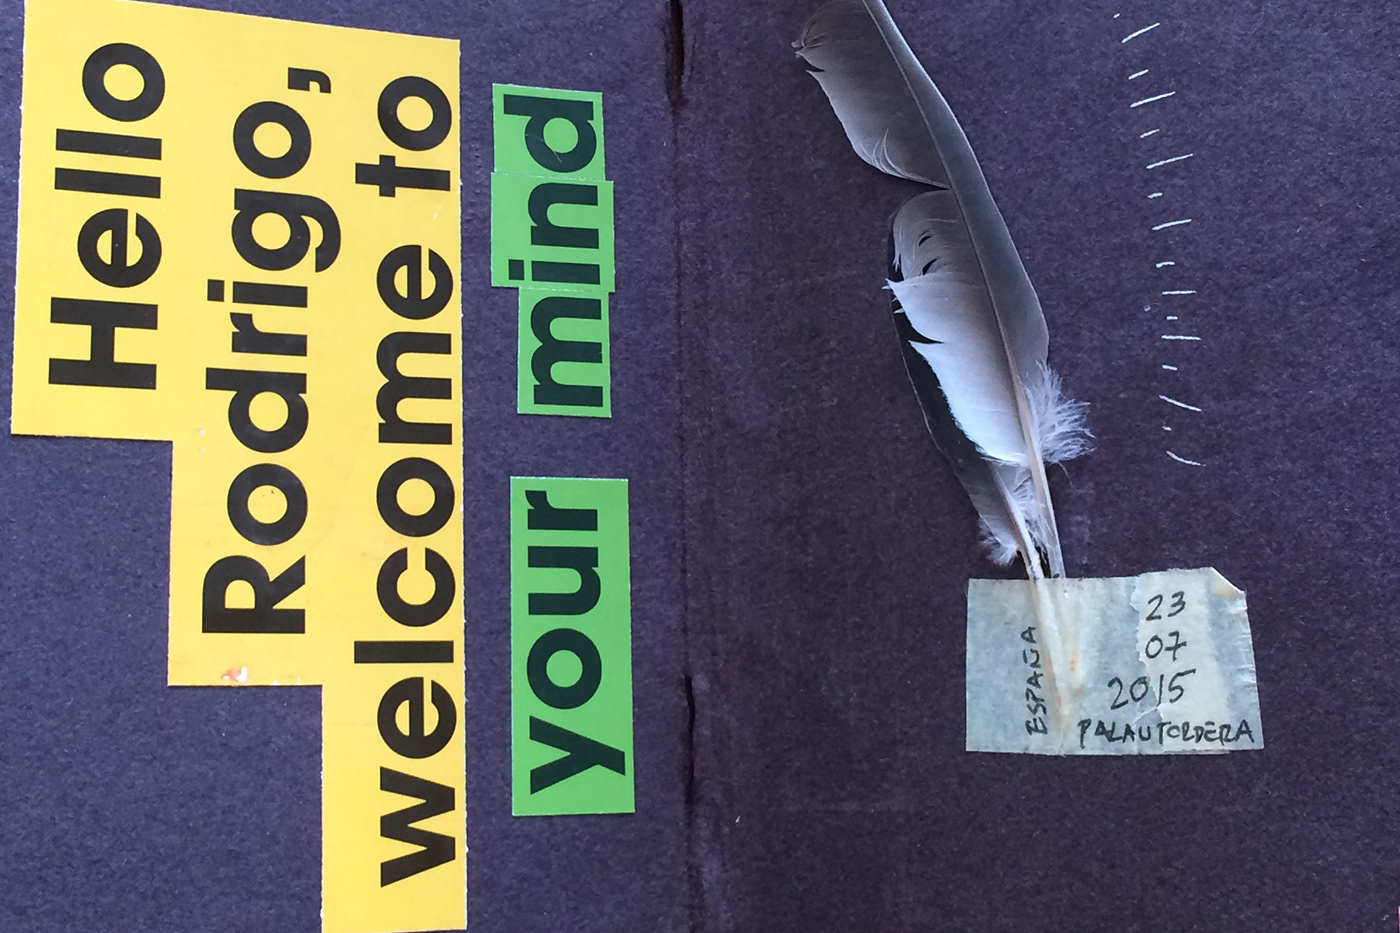 Hello
Rodrigo,
welcome to
your mind
ESPAÑA
23
07
2015
PALAUTORDERA